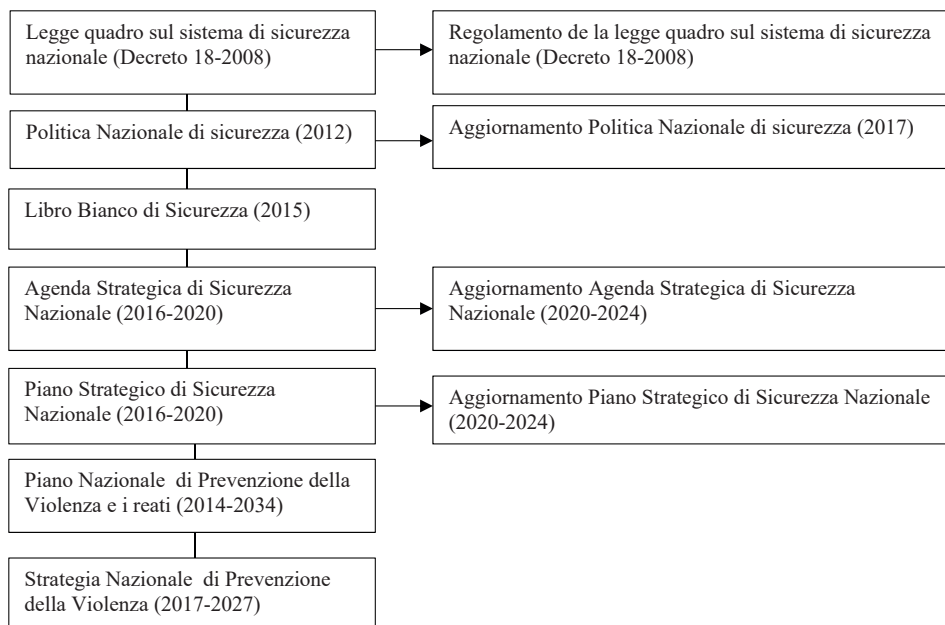 Legge quadro sul sistema di sicurezza
nazionale (Decreto 18-2008)
Regolamento de la legge quadro sul sistema di sicurezza
nazionale (Decreto 18-2008)
Politica Nazionale di sicurezza (2012)
Aggiornamento Politica Nazionale di sicurezza (2017)
Libro Bianco di Sicurezza (2015)
Agenda Strategica di Sicurezza
Nazionale (2016-2020)
Aggiornamento Agenda Strategica di Sicurezza
Nazionale (2020-2024)
Piano Strategico di Sicurezza
Nazionale (2016-2020)
Aggiornamento Piano Strategico di Sicurezza Nazionale
(2020-2024)
Piano Nazionale  di Prevenzione della
Violenza e i reati (2014-2034)
Strategia Nazionale  di Prevenzione
della Violenza (2017-2027)